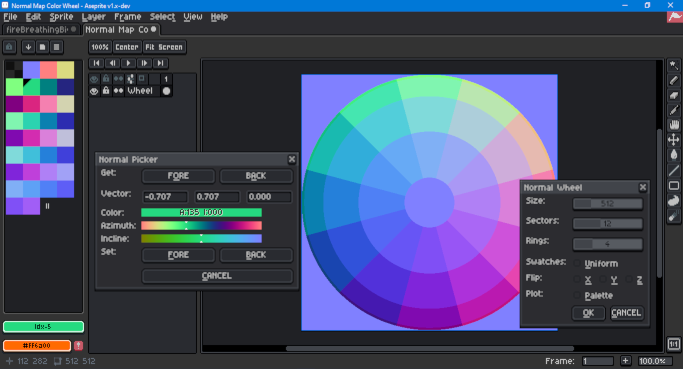 Normal Map Color Wheel - Aseprite v1.x-dev
File Edit Sprite Layer Frame Select View Help
fireBreathingBi
Normal Map Co
100% Center Fit Screen
1
Wheel
Normal Picker
Get: FORE BACK
Vector: -0.707 0.707 0.000
Color:
Azimuth:
Incline:
Set: FORE BACK
CANCEL
Normal Wheel
Size: 512
Sectors: 12
Rings: 4
Swatches: Uniform
Flip: X Y Z
Plot: Palette
OK CANCEL
Idx-5
#ff6a00
112 282 512 512
Frame: 1 + 100.0%
1:1